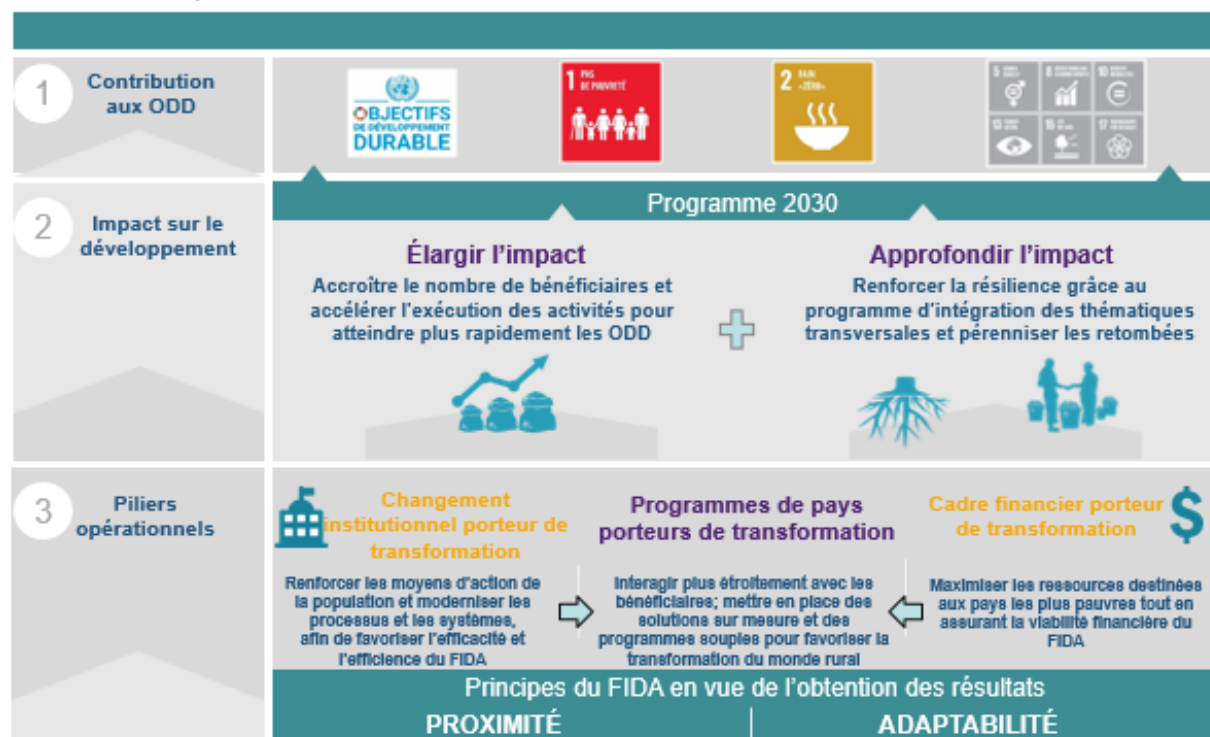 1
Contribution
aux ODD
OBJECTIFS
DE DÉVELOPPEMENT
DURABLE
1 PAS
DE PAUVRETÉ
2 FAIM
«ZÉRO»
5
8
10
13
15
17
2
Impact sur le
développement
Programme 2030
Élargir l'impact
Accroître le nombre de bénéficiaires et
accélérer l'exécution des activités pour
atteindre plus rapidement les ODD
Approfondir l'impact
Renforcer la résilience grâce au
programme d'intégration des thématiques
transversales et pérenniser les retombées
3
Piliers
opérationnels
Changement
institutionnel porteur de
transformation
Renforcer les moyens d'action de
la population et moderniser les
processus et les systèmes,
afin de favoriser l'efficacité et
l'efficience du FIDA
Programmes de pays
porteurs de transformation
Interagir plus étroitement avec les
bénéficiaires; mettre en place des
solutions sur mesure et des
programmes souples pour favoriser la
transformation du monde rural
Cadre financier porteur
de transformation
$
Maximiser les ressources destinées
aux pays les plus pauvres tout en
assurant la viabilité financière du
FIDA
Principes du FIDA en vue de l'obtention des résultats
PROXIMITÉ
ADAPTABILITÉ